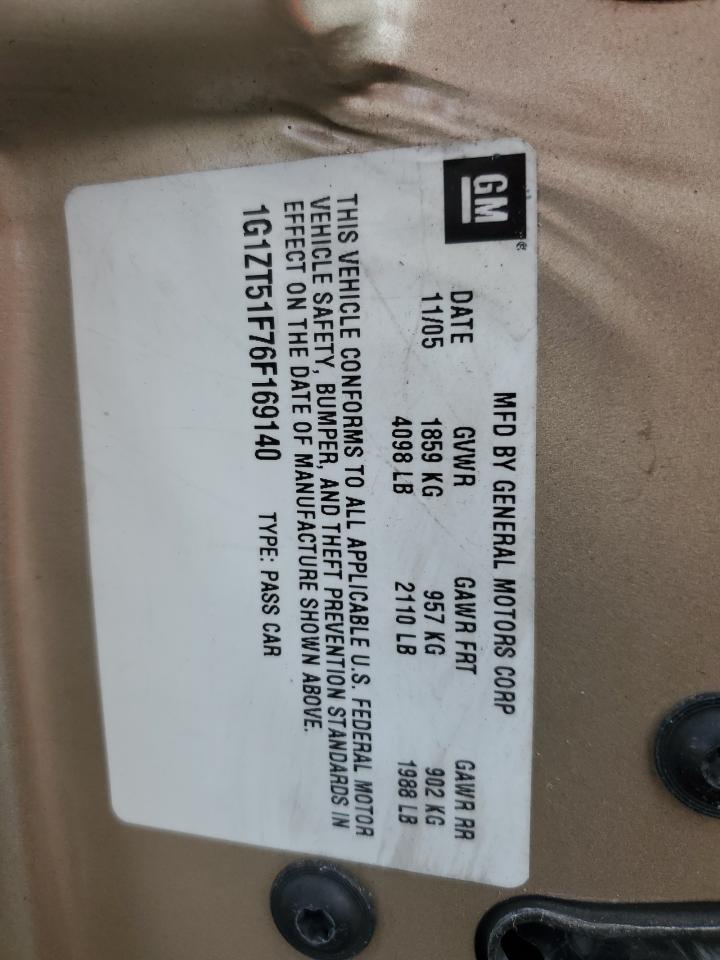 GM®
MFD BY GENERAL MOTORS CORP
DATE GVWR GAWR FRT GAWR RR
11/05 1859 KG 957 KG 902 KG
4098 LB 2110 LB 1988 LB
THIS VEHICLE CONFORMS TO ALL APPLICABLE U.S. FEDERAL MOTOR
VEHICLE SAFETY, BUMPER, AND THEFT PREVENTION STANDARDS IN
EFFECT ON THE DATE OF MANUFACTURE SHOWN ABOVE.
1G1ZT51F76F169140 TYPE: PASS CAR